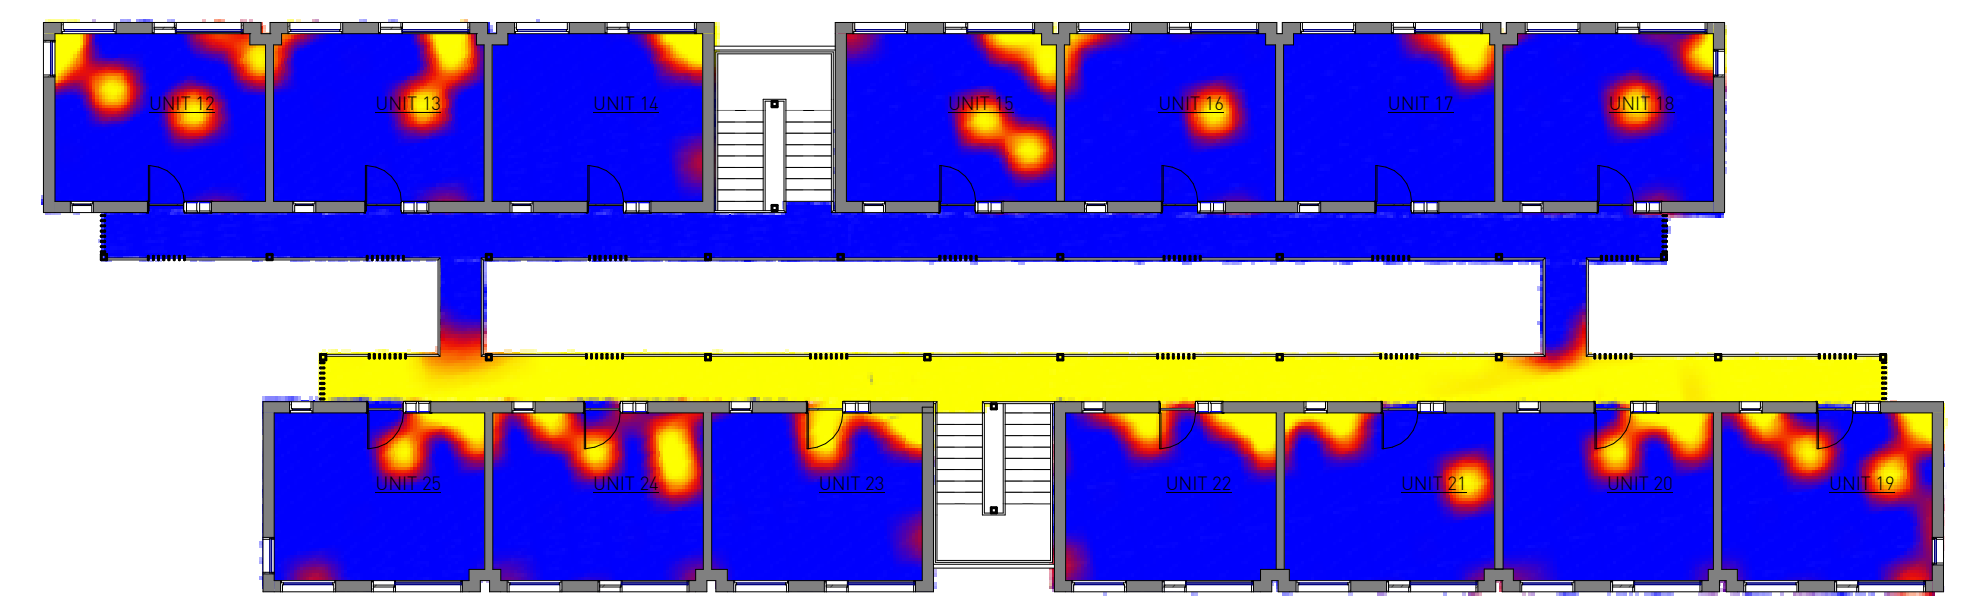 UNIT 12
UNIT 13
UNIT 14
UNIT 15
UNIT 16
UNIT 17
UNIT 18
UNIT 25
UNIT 24
UNIT 23
UNIT 22
UNIT 21
UNIT 20
UNIT 19